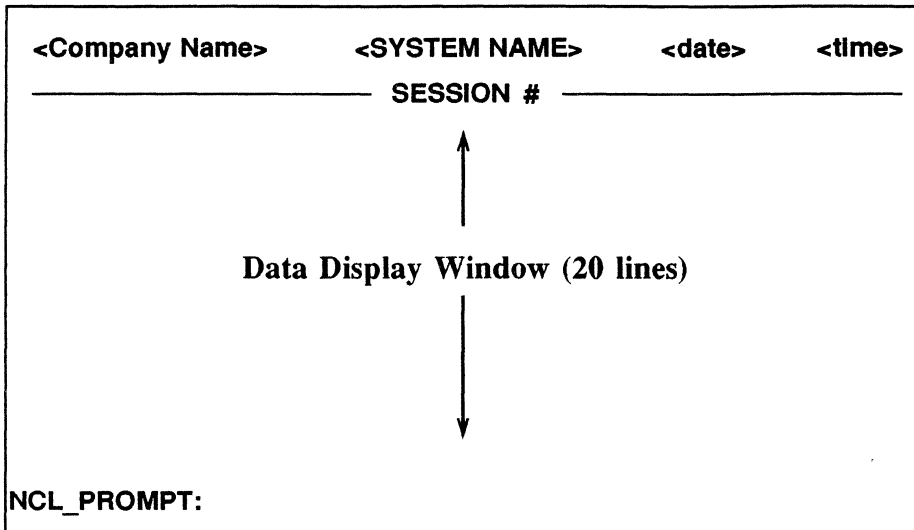 <Company Name> <SYSTEM NAME> <date> <time>
SESSION #
Data Display Window (20 lines)
NCL_PROMPT: